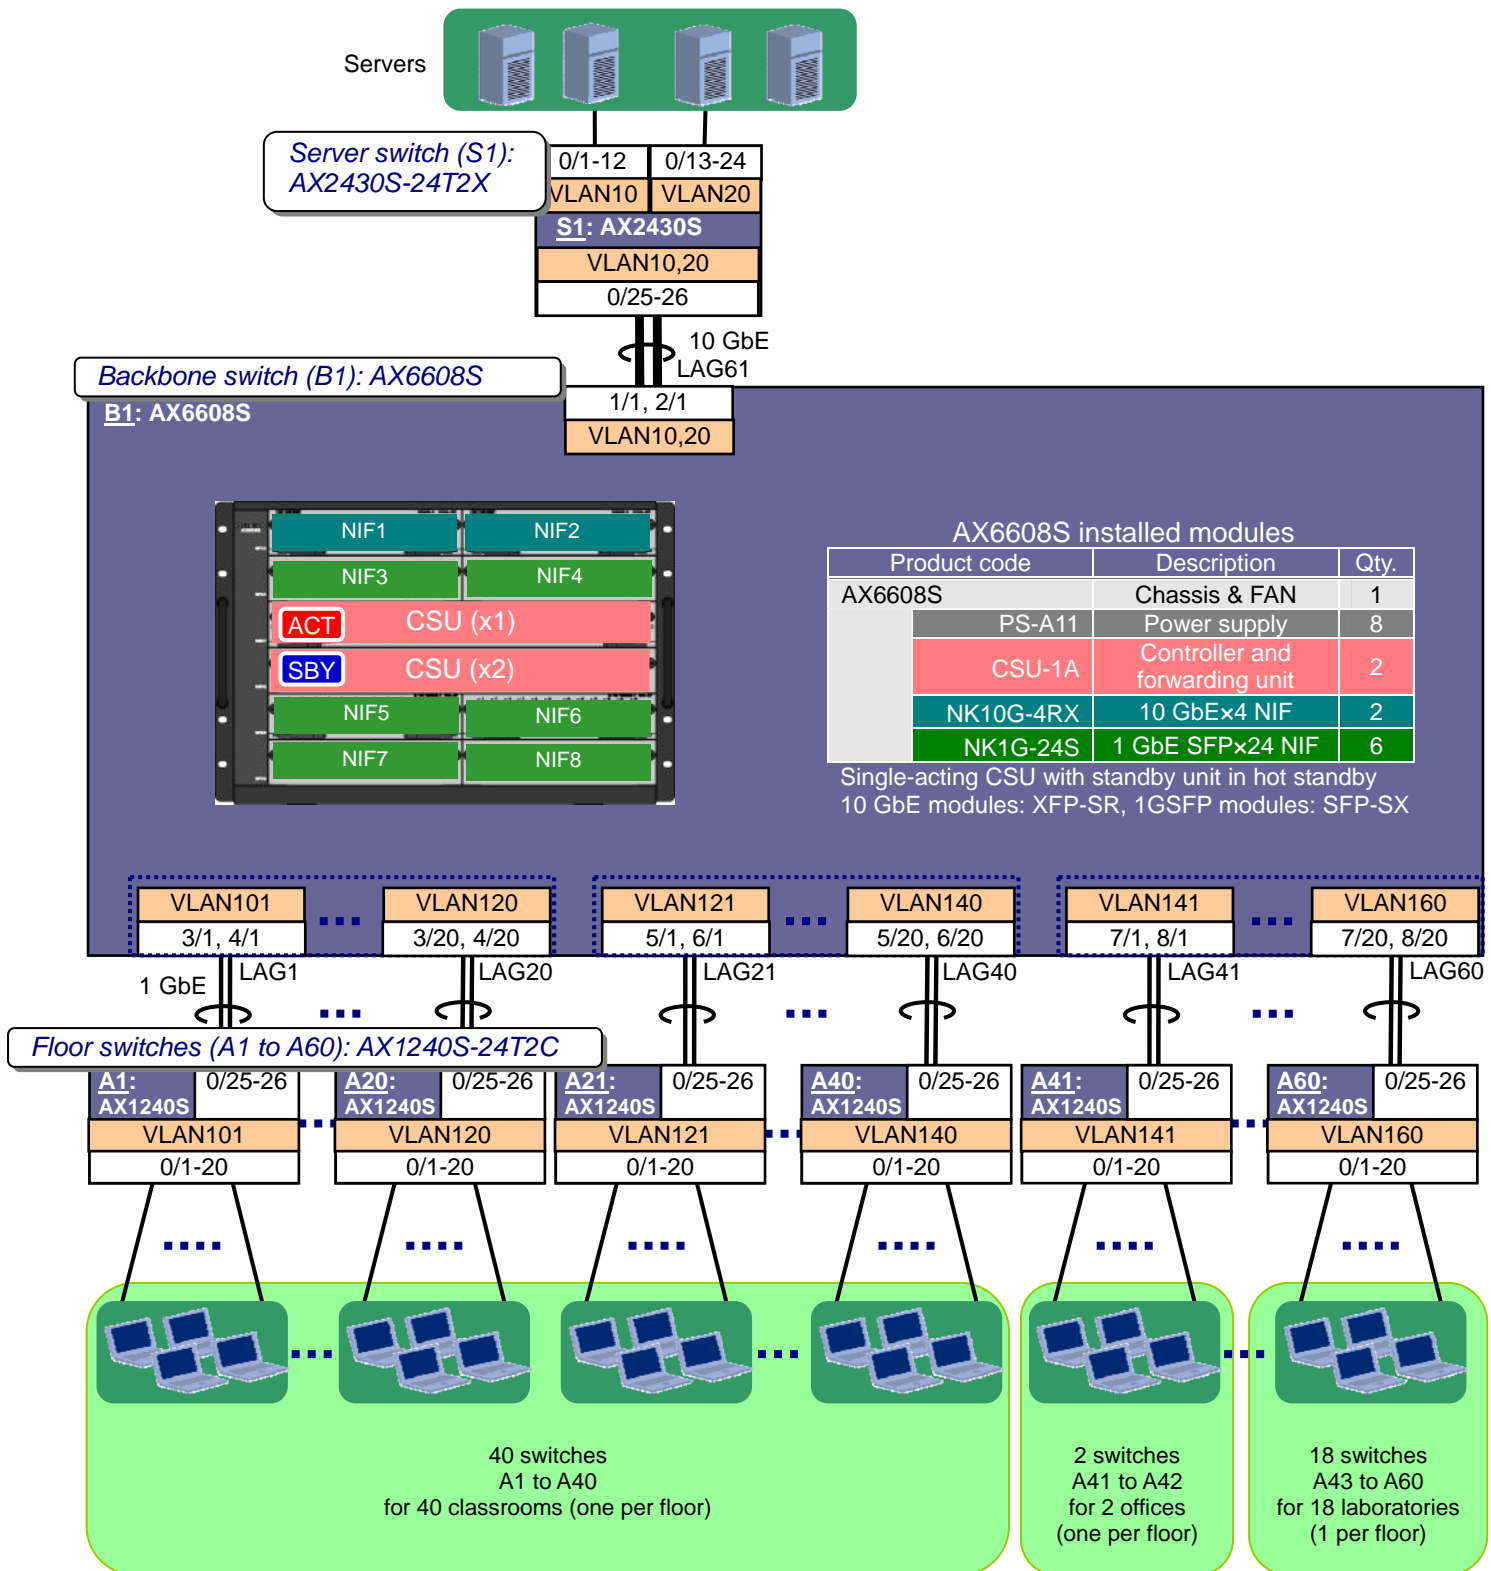 Servers
Server switch (S1):
AX2430S-24T2X
0/1-12 0/13-24
VLAN10 VLAN20
S1: AX2430S
VLAN10,20
0/25-26
10 GbE
LAG61
Backbone switch (B1): AX6608S
B1: AX6608S
1/1, 2/1
VLAN10,20
NIF1 NIF2
NIF3 NIF4
ACT CSU (x1)
SBY CSU (x2)
NIF5 NIF6
NIF7 NIF8
AX6608S installed modules
Product code Description Qty.
AX6608S Chassis & FAN 1
PS-A11 Power supply 8
CSU-1A Controller and
forwarding unit 2
NK10G-4RX 10 GbE×4 NIF 2
NK1G-24S 1 GbE SFP×24 NIF 6
Single-acting CSU with standby unit in hot standby
10 GbE modules: XFP-SR, 1GSFP modules: SFP-SX
VLAN101 VLAN120 VLAN121 VLAN140 VLAN141 VLAN160
3/1, 4/1 3/20, 4/20 5/1, 6/1 5/20, 6/20 7/1, 8/1 7/20, 8/20
1 GbE LAG1 LAG20 LAG21 LAG40 LAG41 LAG60
Floor switches (A1 to A60): AX1240S-24T2C
A1: 0/25-26 A20: 0/25-26 A21: 0/25-26 A40: 0/25-26 A41: 0/25-26 A60: 0/25-26
AX1240S AX1240S AX1240S AX1240S AX1240S AX1240S
VLAN101 VLAN120 VLAN121 VLAN140 VLAN141 VLAN160
0/1-20 0/1-20 0/1-20 0/1-20 0/1-20 0/1-20
40 switches
A1 to A40
for 40 classrooms (one per floor)
2 switches
A41 to A42
for 2 offices
(one per floor)
18 switches
A43 to A60
for 18 laboratories
(1 per floor)